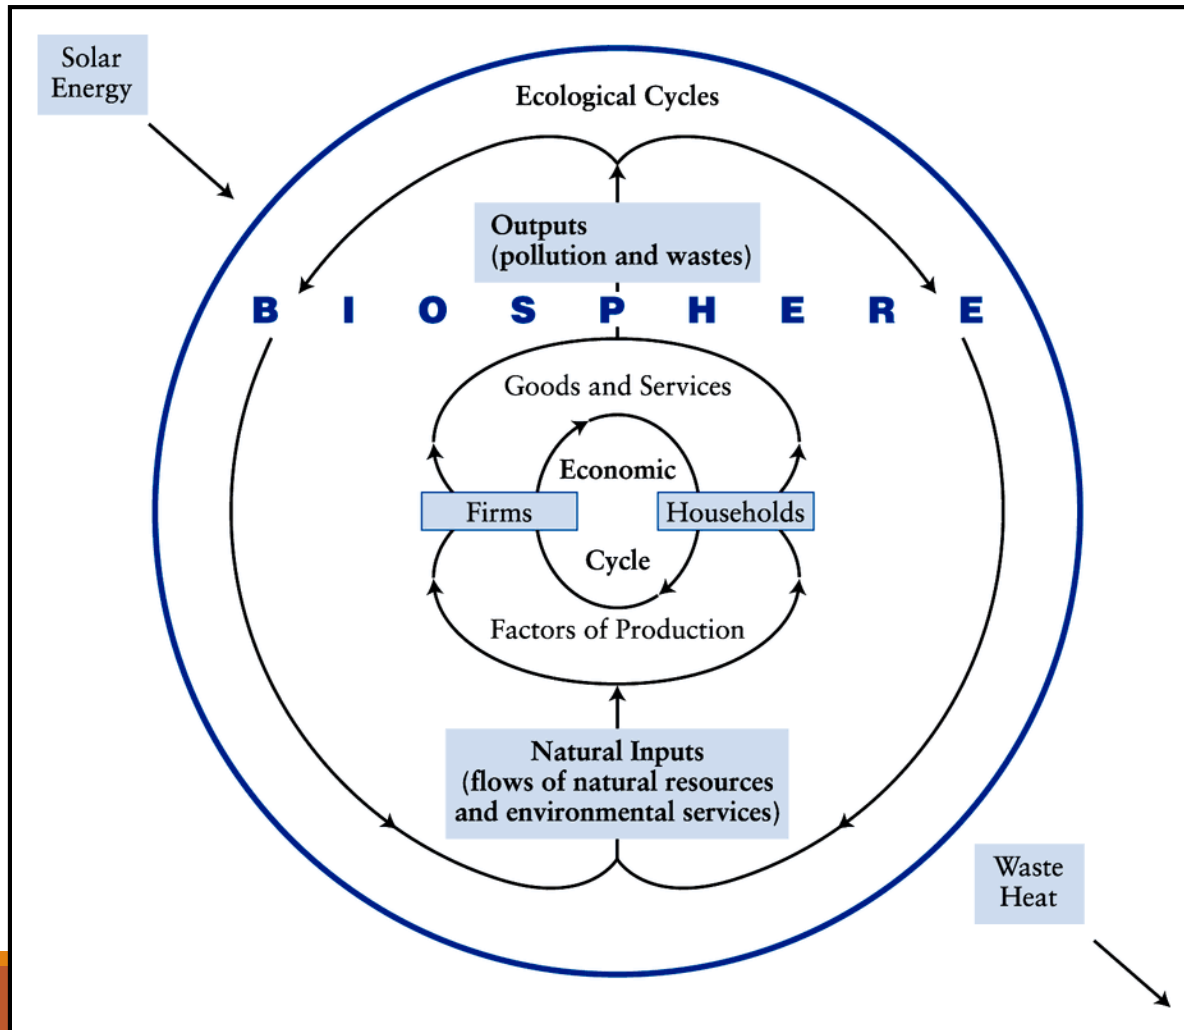 Solar
Energy
Ecological Cycles
Outputs
(pollution and wastes)
B I O S P H E R E
Goods and Services
Economic
Firms
Households
Cycle
Factors of Production
Natural Inputs
(flows of natural resources
and environmental services)
Waste
Heat